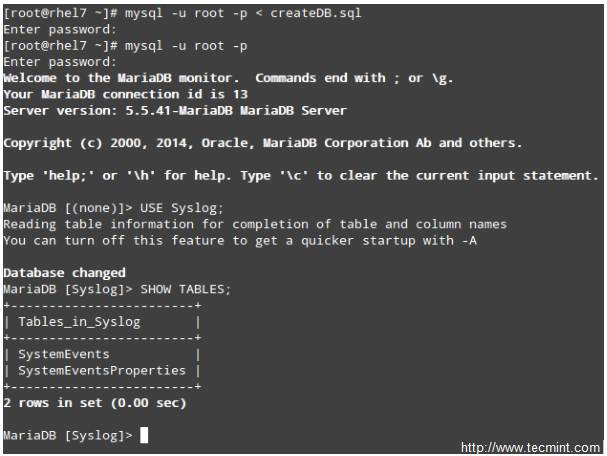 [root@rhel7 ~]# mysql -u root -p < createDB.sql
Enter password:
[root@rhel7 ~]# mysql -u root -p
Enter password:
Welcome to the MariaDB monitor.  Commands end with ; or \g.
Your MariaDB connection id is 13
Server version: 5.5.41-MariaDB MariaDB Server

Copyright (c) 2000, 2014, Oracle, MariaDB Corporation Ab and others.

Type 'help;' or '\h' for help. Type '\c' to clear the current input statement.

MariaDB [(none)]> USE Syslog;
Reading table information for completion of table and column names
You can turn off this feature to get a quicker startup with -A

Database changed
MariaDB [Syslog]> SHOW TABLES;
+------------------------+
| Tables_in_Syslog       |
+------------------------+
| SystemEvents           |
| SystemEventsProperties |
+------------------------+
2 rows in set (0.00 sec)

MariaDB [Syslog]>
http://www.tecmint.com